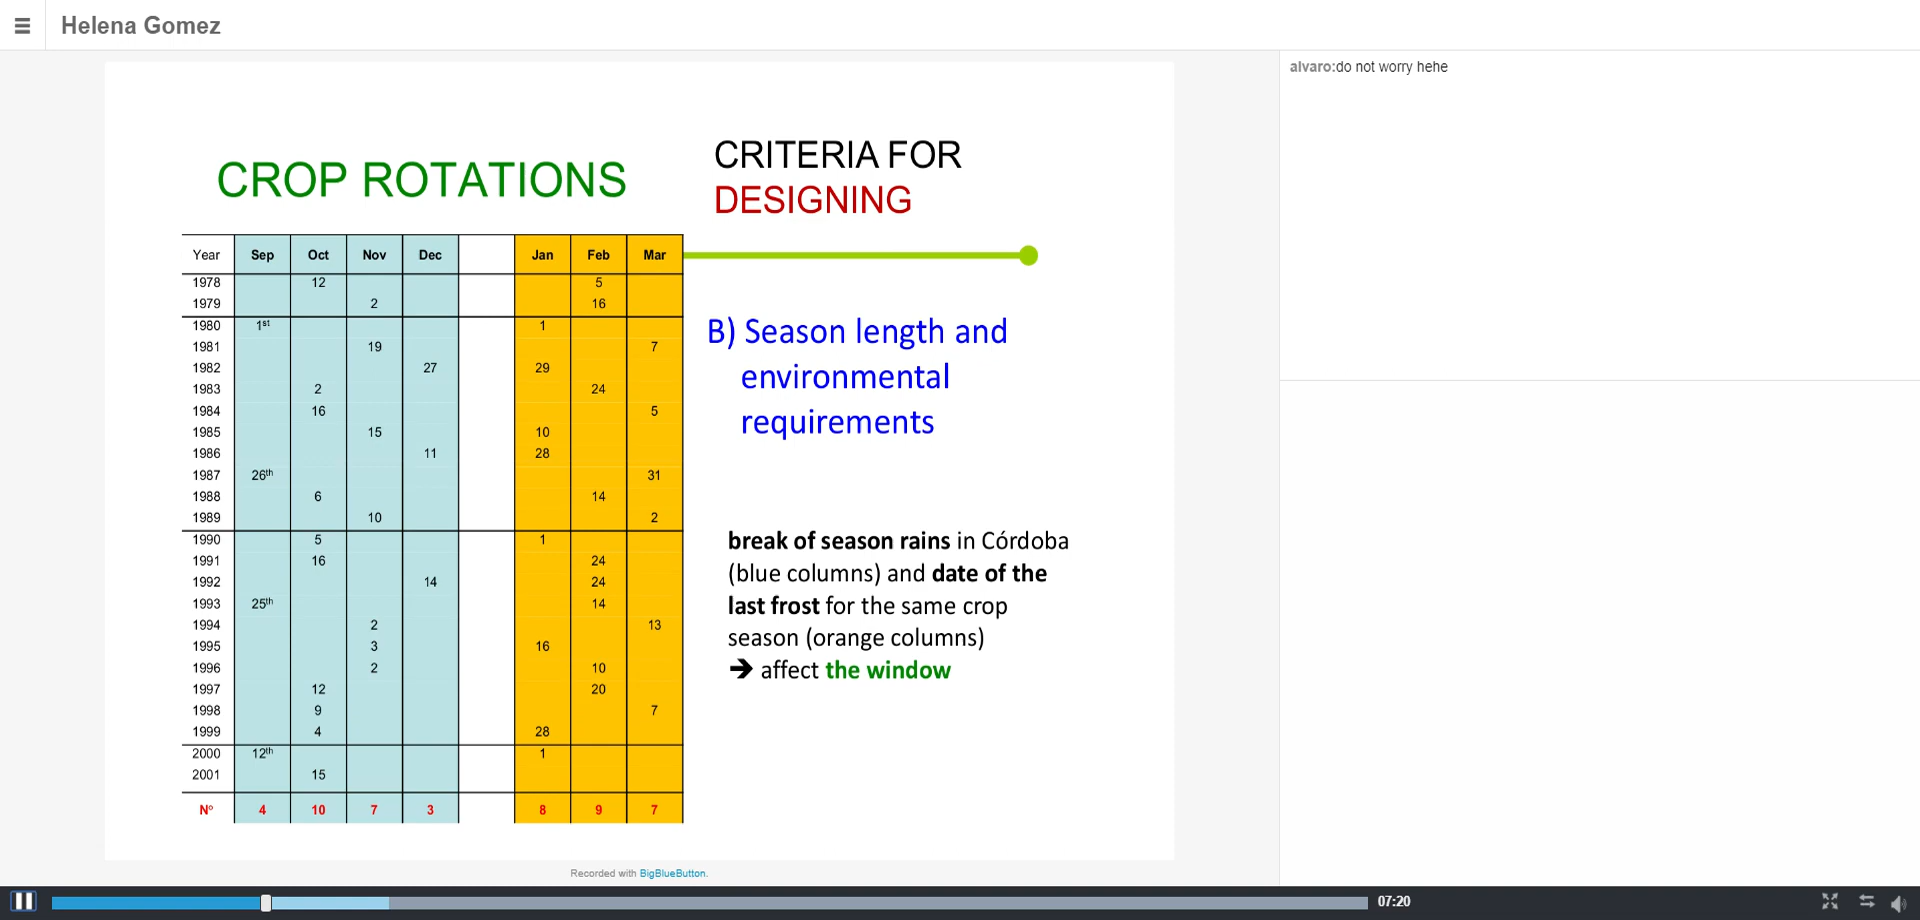 Helena Gomez
alvaro:do not worry hehe
CROP ROTATIONS
CRITERIA FOR
DESIGNING
Year Sep Oct Nov Dec Jan Feb Mar
1978 12 5
1979 2 16
1980 1st 1
1981 19 7
1982 27 29
1983 2 24
1984 16 5
1985 15 10
1986 11 28
1987 26th 31
1988 6 14
1989 10 2
1990 5 1
1991 16 24
1992 14 24
1993 25th 14
1994 2 13
1995 3 16
1996 2 10
1997 12 20
1998 9 7
1999 4 28
2000 12th 1
2001 15
Nº 4 10 7 3 8 9 7
B) Season length and
environmental
requirements
break of season rains in Córdoba
(blue columns) and date of the
last frost for the same crop
season (orange columns)
➔ affect the window
Recorded with BigBlueButton.
07:20